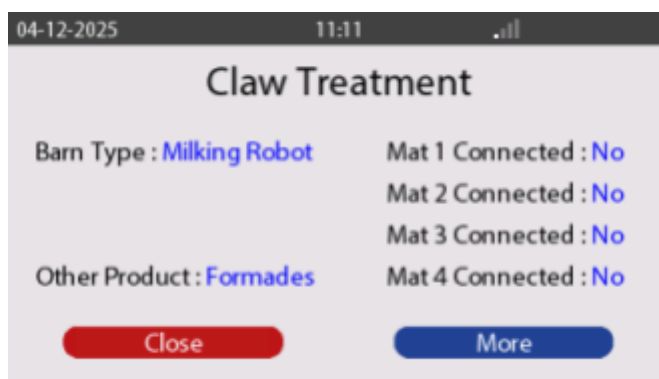 04-12-2025 11:11
Claw Treatment
Barn Type : Milking Robot Mat 1 Connected : No
Mat 2 Connected : No
Mat 3 Connected : No
Other Product : Formades Mat 4 Connected : No
Close More